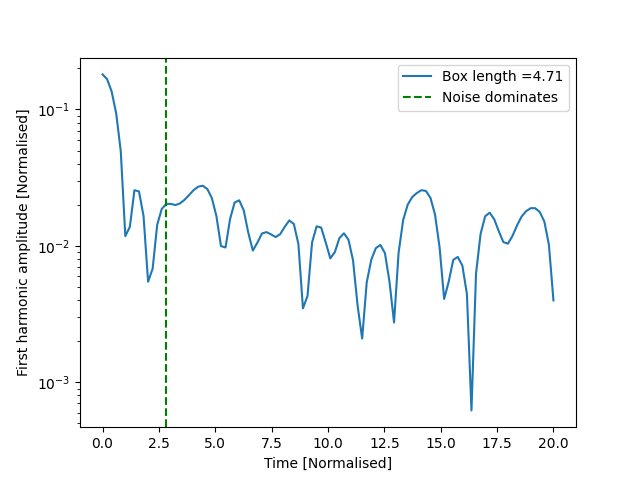 Box length =4.71
Noise dominates
First harmonic amplitude [Normalised]
10⁻¹
10⁻²
10⁻³
0.0 2.5 5.0 7.5 10.0 12.5 15.0 17.5 20.0
Time [Normalised]